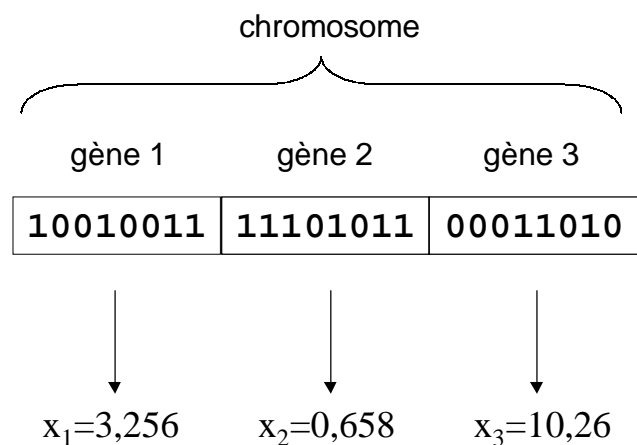 chromosome
gène 1 gène 2 gène 3
10010011 11101011 00011010
x₁=3,256 x₂=0,658 x₃=10,26